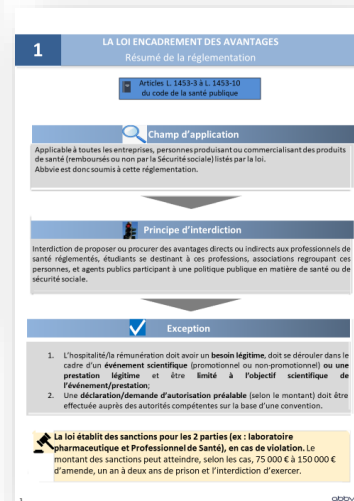 1
LA LOI ENCADREMENT DES AVANTAGES
Résumé de la réglementation
Articles L. 1453-3 à L. 1453-10
du code de la santé publique
Champ d'application
Applicable à toutes les entreprises, personnes produisant ou commercialisant des produits
de santé (remboursés ou non par la Sécurité sociale) listés par la loi.
Abbvie est donc soumis à cette réglementation.
Principe d'interdiction
Interdiction de proposer ou procurer des avantages directs ou indirects aux professionnels de
santé réglementés, étudiants se destinant à ces professions, associations regroupant ces
personnes, et agents publics participant à une politique publique en matière de santé ou de
sécurité sociale.
Exception
1. L'hospitalité/la rémunération doit avoir un besoin légitime, doit se dérouler dans le
cadre d'un événement scientifique (promotionnel ou non-promotionnel) ou une
prestation légitime et être limité à l'objectif scientifique de
l'événement/prestation;
2. Une déclaration/demande d'autorisation préalable (selon le montant) doit être
effectuée auprès des autorités compétentes sur la base d'une convention.
La loi établit des sanctions pour les 2 parties (ex : laboratoire
pharmaceutique et Professionnel de Santé), en cas de violation. Le
montant des sanctions peut atteindre, selon les cas, 75 000 € à 150 000 €
d'amende, un an à deux ans de prison et l'interdiction d'exercer.
abbv